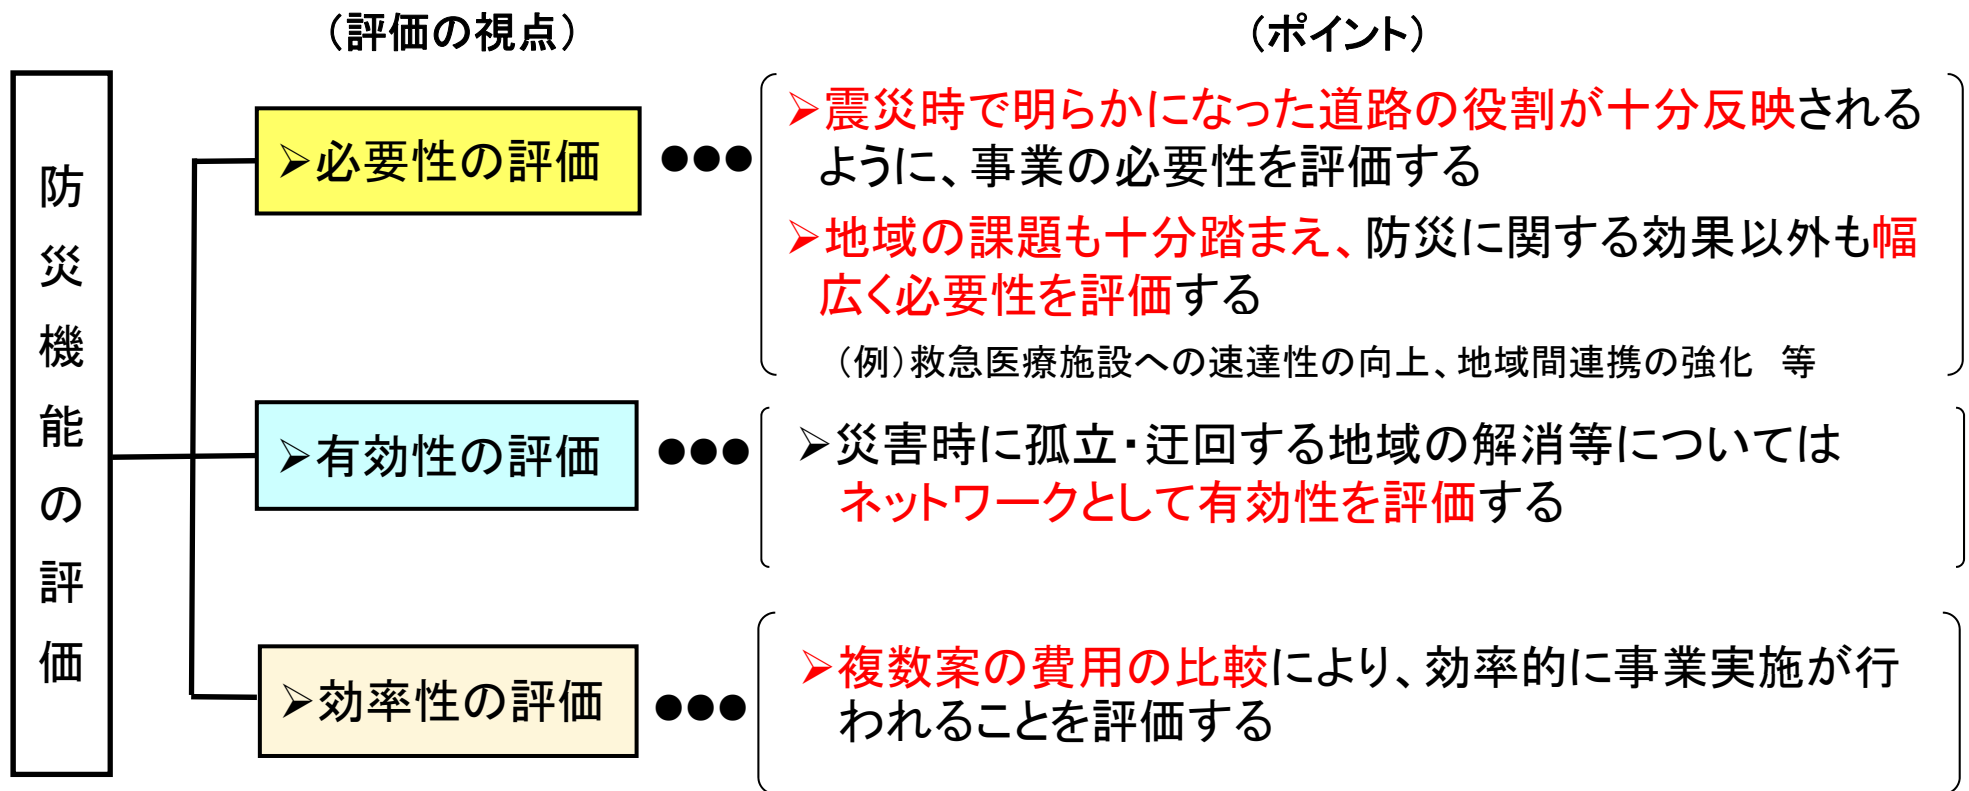 （評価の視点）
（ポイント）
防災機能の評価
➢必要性の評価
●●●
➢震災時で明らかになった道路の役割が十分反映される
ように、事業の必要性を評価する
➢地域の課題も十分踏まえ、防災に関する効果以外も幅
広く必要性を評価する
（例）救急医療施設への速達性の向上、地域間連携の強化　等
➢有効性の評価
●●●
➢災害時に孤立・迂回する地域の解消等については
ネットワークとして有効性を評価する
➢効率性の評価
●●●
➢複数案の費用の比較により、効率的に事業実施が行
われることを評価する